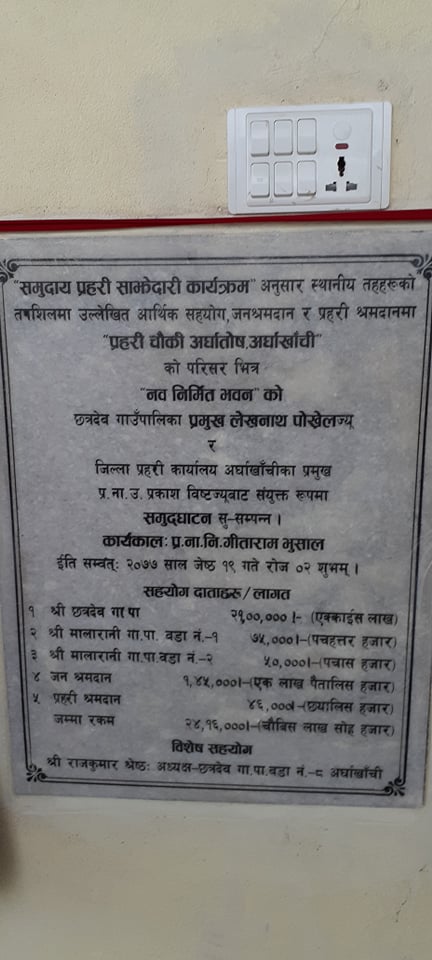 "समुदाय प्रहरी साझेदारी कार्यक्रम" अनुसार स्थानीय तहहरूको
तपशिलमा उल्लेखित आर्थिक सहयोग,जनश्रमदान र प्रहरी श्रमदानमा
"प्रहरी चौकी अर्घातोष,अर्घाखाँची"
को परिसर भित्र
"नव निर्मित भवन" को
छत्रदेव गाउँपालिका प्रमुख लेखनाथ पोखेलज्यू
र
जिल्ला प्रहरी कार्यालय अर्घाखाँचीका प्रमुख
प्र.ना.उ. प्रकाश विष्टज्यूबाट संयुक्त रूपमा
समुद्घाटन सु-सम्पन्न ।
कार्यकाल: प्र.ना.नि.गीताराम भुसाल
ईति सम्वत्: २०७७ साल जेष्ठ १९ गते रोज ०२ शुभम् ।
सहयोग दाताहरू/लागत
१ श्री छत्रदेव गा पा २१००,००० ।- (एक्काईस लाख)
२ श्री मालारानी गा.पा. वडा नं.-१ ७५,०००।-(पचहत्तर हजार)
३ श्री मालारानी गा.पा.वडा नं.-२ ५०,०००।-(पचास हजार)
४ जन श्रमदान १,४५,०००।-(एक लाख पैतालिस हजार)
५ प्रहरी श्रमदान ४६,०००।-(छयालिस हजार)
जम्मा रकम २४,१६,०००।-(चौबिस लाख सोह्र हजार)
विशेष सहयोग
श्री राजकुमार श्रेष्ठ: अध्यक्ष-छत्रदेव गा.पा.वडा नं.-८ अर्घाखाँची